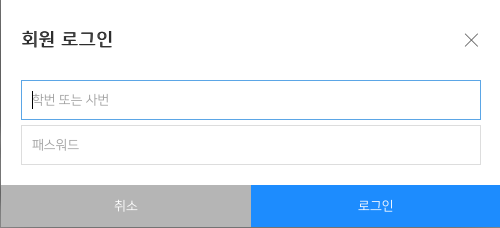 회원 로그인
학번 또는 사번
패스워드
취소
로그인